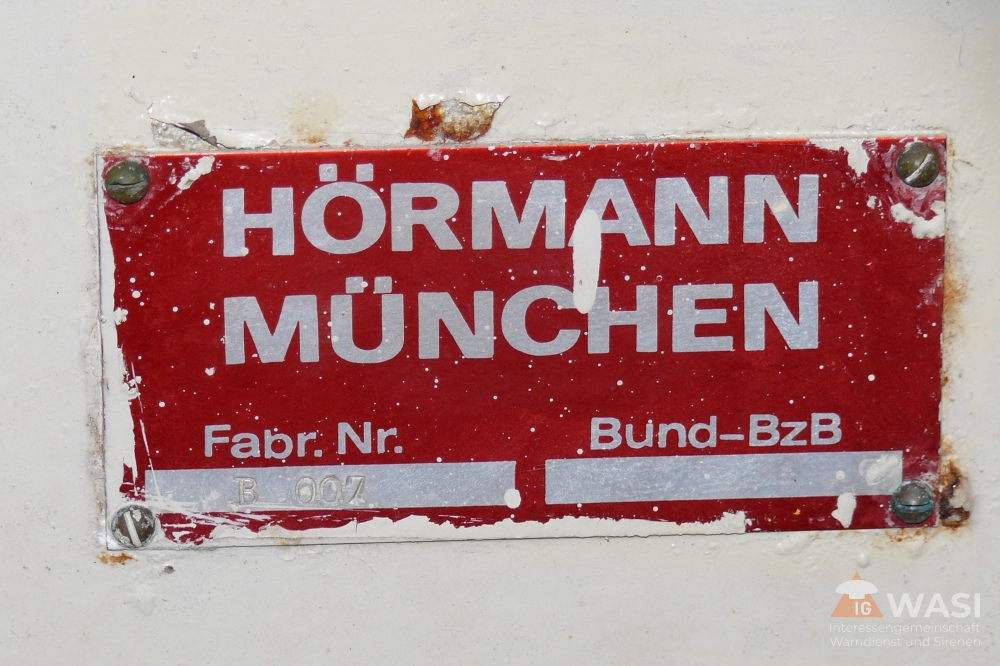 HÖRMANN
MÜNCHEN
Fabr. Nr. Bund-BzB
B 007
IG WASI
Interessengemeinschaft
Warndienst und Sirenen